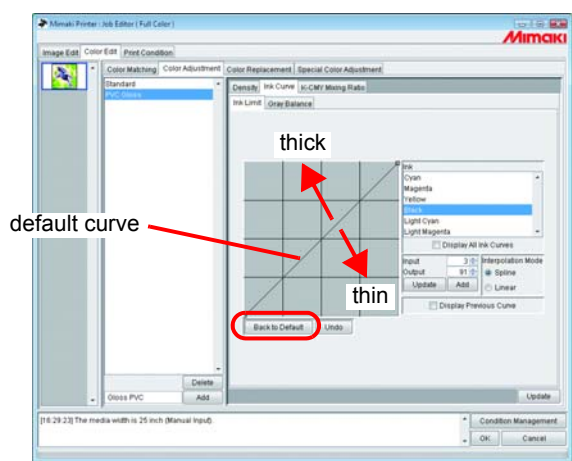 Mimaki Printer : Job Editor ( Full Color )
Mimaki
Image Edit Color Edit Print Condition
Color Matching Color Adjustment Color Replacement Special Color Adjustment
Standard
PVC Gloss
Density Ink Curve K-CMY Mixing Ratio
Ink Limit Gray Balance
thick
default curve
thin
Ink
Cyan
Magenta
Yellow
Black
Light Cyan
Light Magenta
Display All Ink Curves
Input 3 Interpolation Mode
Output 91 Spline
Update Add Linear
Display Previous Curve
Back to Default Undo
Delete
Gloss PVC Add
Update
[16:29:23] The media width is 25 inch (Manual Input).
Condition Management
OK Cancel